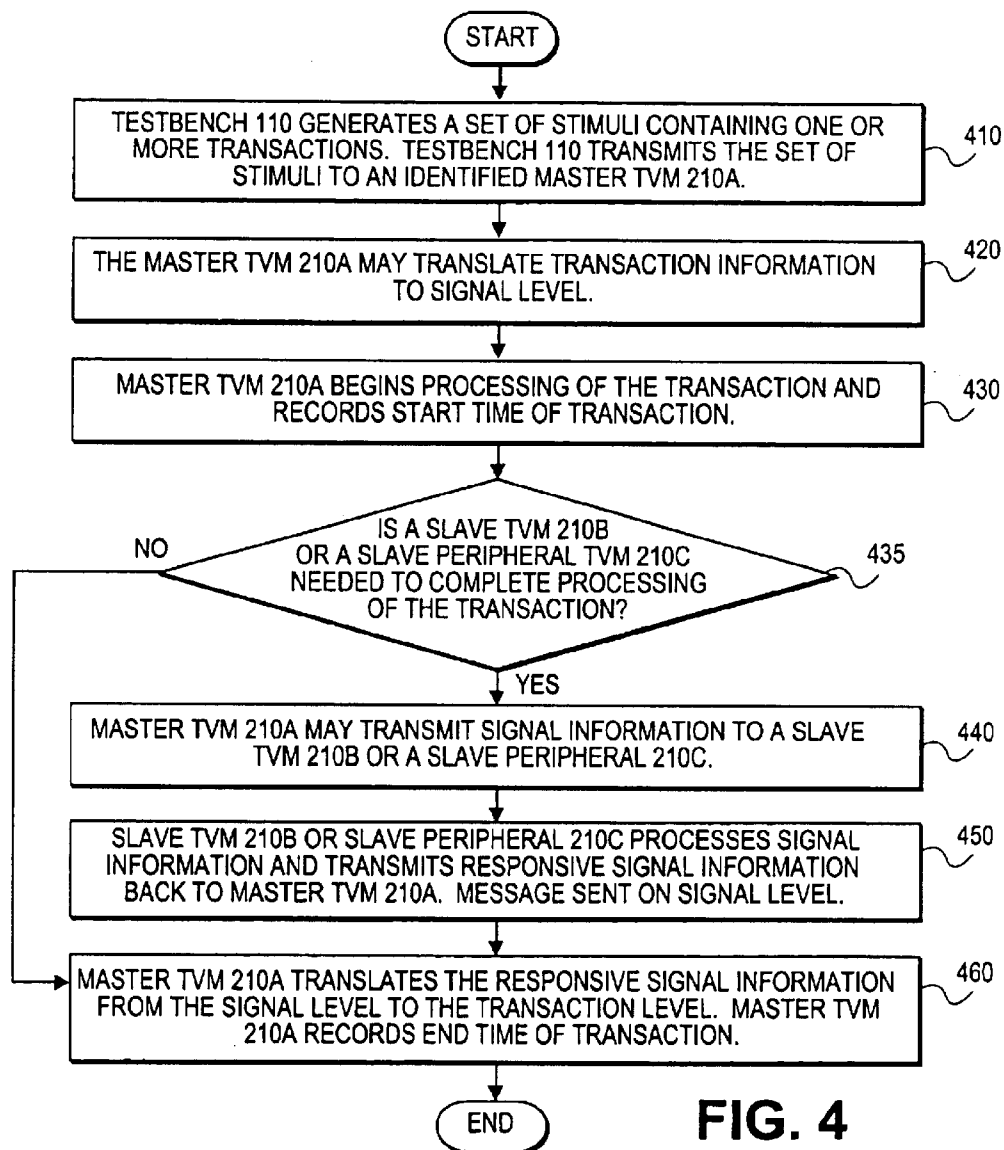 START
TESTBENCH 110 GENERATES A SET OF STIMULI CONTAINING ONE OR
MORE TRANSACTIONS. TESTBENCH 110 TRANSMITS THE SET OF
STIMULI TO AN IDENTIFIED MASTER TVM 210A.
410
THE MASTER TVM 210A MAY TRANSLATE TRANSACTION INFORMATION
TO SIGNAL LEVEL.
420
MASTER TVM 210A BEGINS PROCESSING OF THE TRANSACTION AND
RECORDS START TIME OF TRANSACTION.
430
IS A SLAVE TVM 210B
OR A SLAVE PERIPHERAL TVM 210C
NEEDED TO COMPLETE PROCESSING
OF THE TRANSACTION?
435
NO
YES
MASTER TVM 210A MAY TRANSMIT SIGNAL INFORMATION TO A SLAVE
TVM 210B OR A SLAVE PERIPHERAL 210C.
440
SLAVE TVM 210B OR SLAVE PERIPHERAL 210C PROCESSES SIGNAL
INFORMATION AND TRANSMITS RESPONSIVE SIGNAL INFORMATION
BACK TO MASTER TVM 210A. MESSAGE SENT ON SIGNAL LEVEL.
450
MASTER TVM 210A TRANSLATES THE RESPONSIVE SIGNAL INFORMATION
FROM THE SIGNAL LEVEL TO THE TRANSACTION LEVEL. MASTER TVM
210A RECORDS END TIME OF TRANSACTION.
460
END
FIG. 4